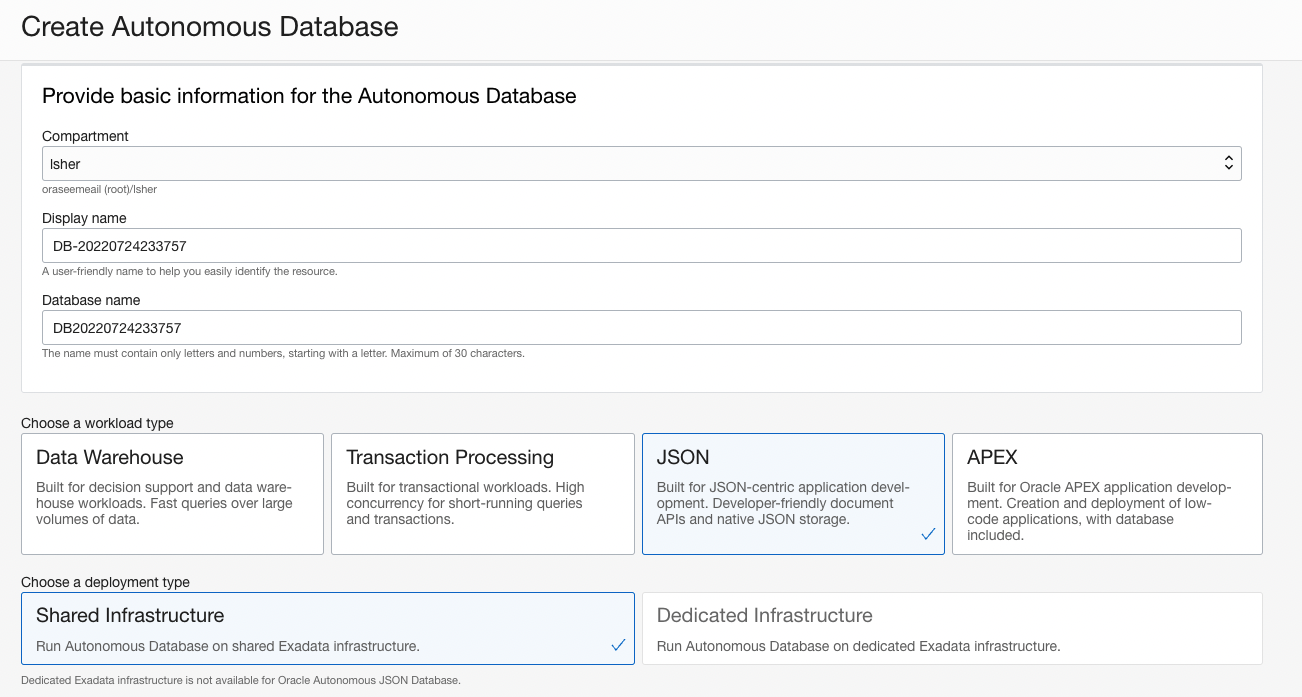 Create Autonomous Database
Provide basic information for the Autonomous Database
Compartment
lsher
oraseemeail (root)/lsher
Display name
DB-20220724233757
A user-friendly name to help you easily identify the resource.
Database name
DB20220724233757
The name must contain only letters and numbers, starting with a letter. Maximum of 30 characters.
Choose a workload type
Data Warehouse
Built for decision support and data ware-
house workloads. Fast queries over large
volumes of data.
Transaction Processing
Built for transactional workloads. High
concurrency for short-running queries
and transactions.
JSON
Built for JSON-centric application devel-
opment. Developer-friendly document
APIs and native JSON storage.
APEX
Built for Oracle APEX application develop-
ment. Creation and deployment of low-
code applications, with database
included.
Choose a deployment type
Shared Infrastructure
Run Autonomous Database on shared Exadata infrastructure.
Dedicated Infrastructure
Run Autonomous Database on dedicated Exadata infrastructure.
Dedicated Exadata infrastructure is not available for Oracle Autonomous JSON Database.